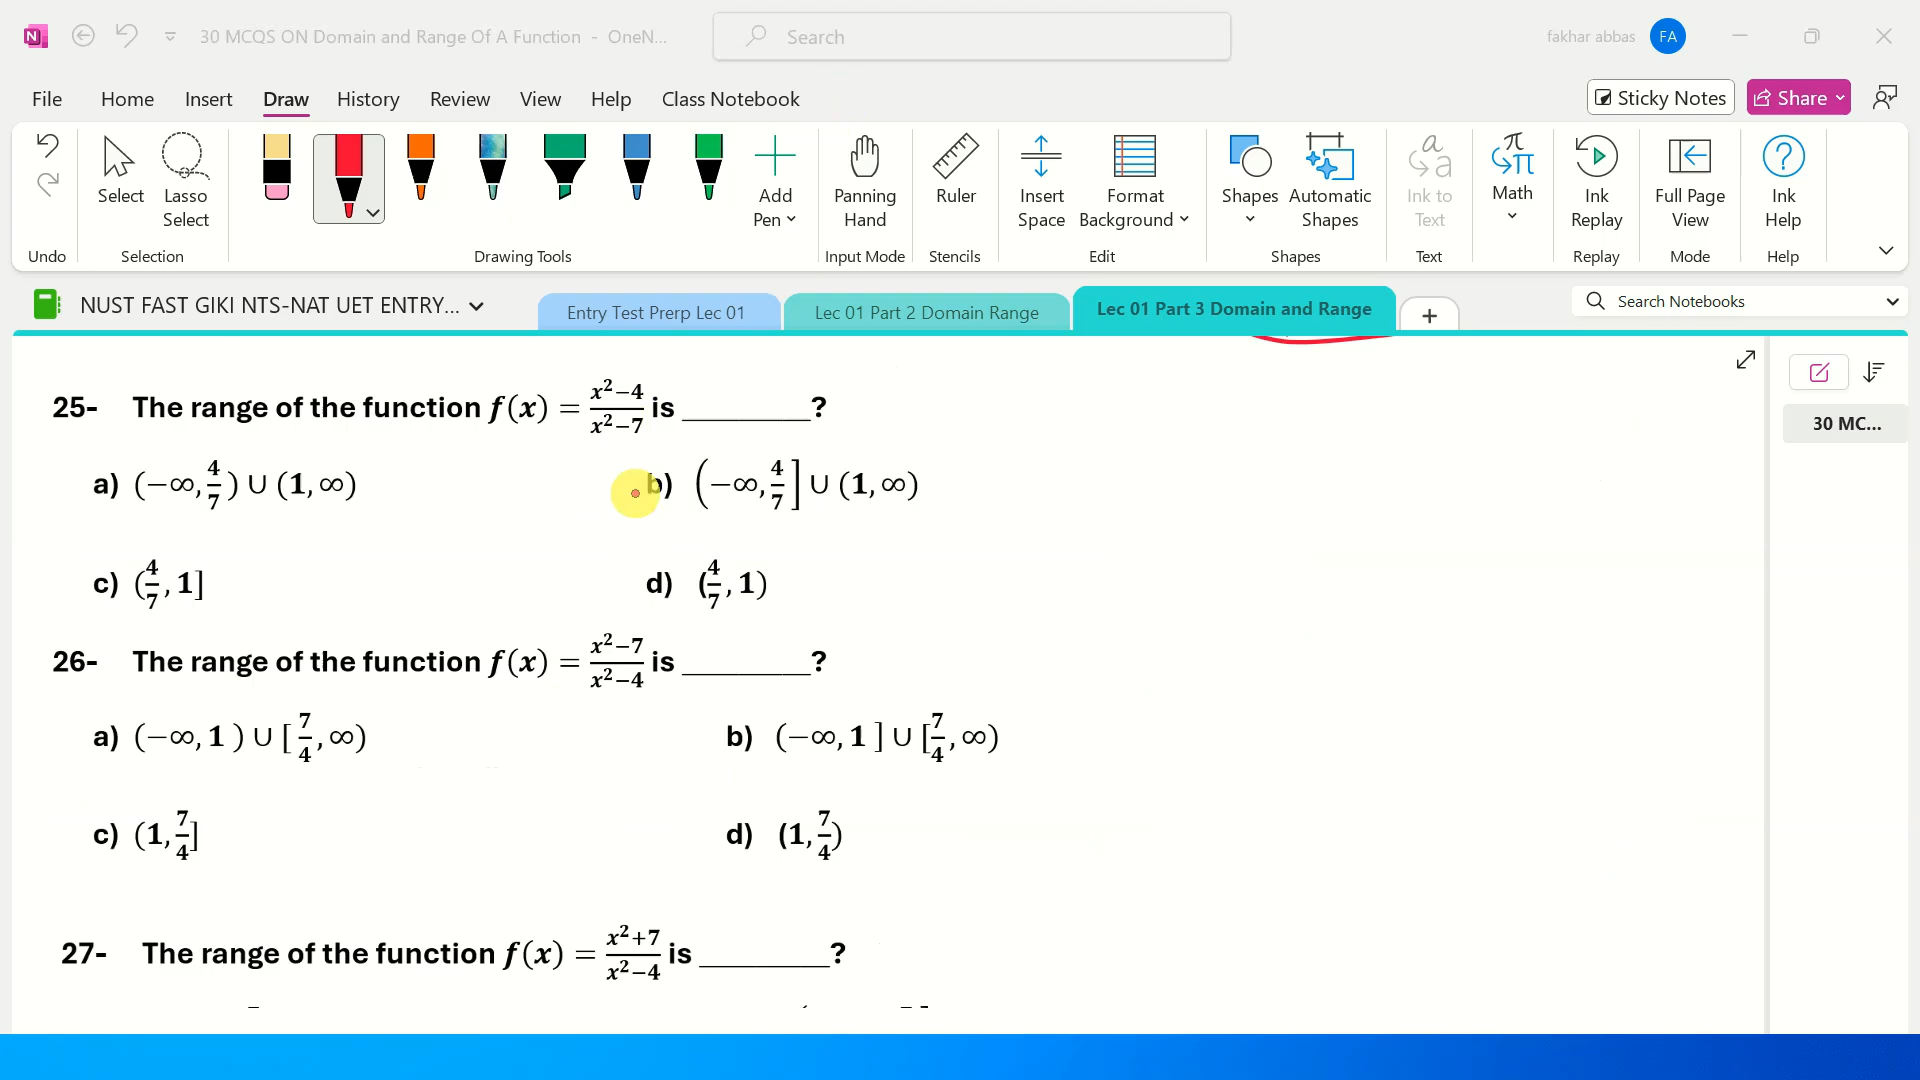 30 MCQS ON Domain and Range Of A Function - OneN...
Search
fakhar abbas
FA
File Home Insert Draw History Review View Help Class Notebook
Sticky Notes
Share
Select
Lasso Select
Add Pen
Panning Hand
Ruler
Insert Space
Format Background
Shapes
Automatic Shapes
Ink to Text
Math
Ink Replay
Full Page View
Ink Help
Undo Selection Drawing Tools Input Mode Stencils Edit Shapes Text Replay Mode Help
NUST FAST GIKI NTS-NAT UET ENTRY...
Entry Test Prerp Lec 01
Lec 01 Part 2 Domain Range
Lec 01 Part 3 Domain and Range
+
Search Notebooks
30 MC...
25- The range of the function f(x) = (x²−4)/(x²−7) is ________?
a) (−∞, 4/7 ) ∪ (1, ∞) b) (−∞, 4/7] ∪ (1, ∞)
c) (4/7, 1] d) (4/7, 1)
26- The range of the function f(x) = (x²−7)/(x²−4) is ________?
a) (−∞, 1 ) ∪ [ 7/4, ∞) b) (−∞, 1 ] ∪ [7/4, ∞)
c) (1, 7/4] d) (1, 7/4)
27- The range of the function f(x) = (x²+7)/(x²−4) is ________?